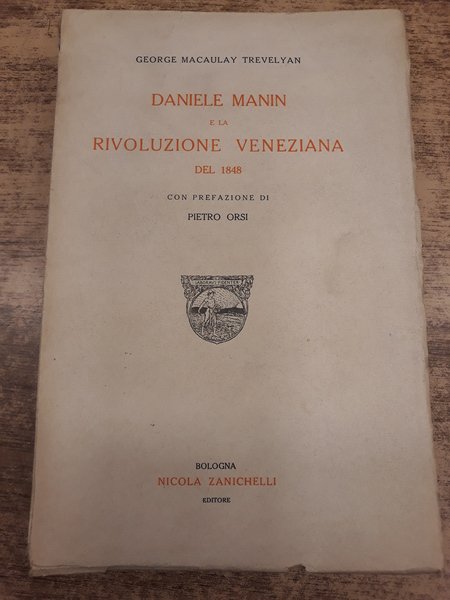 GEORGE MACAULAY TREVELYAN
DANIELE MANIN
E LA
RIVOLUZIONE VENEZIANA
DEL 1848
CON PREFAZIONE DI
PIETRO ORSI
BOLOGNA
NICOLA ZANICHELLI
EDITORE